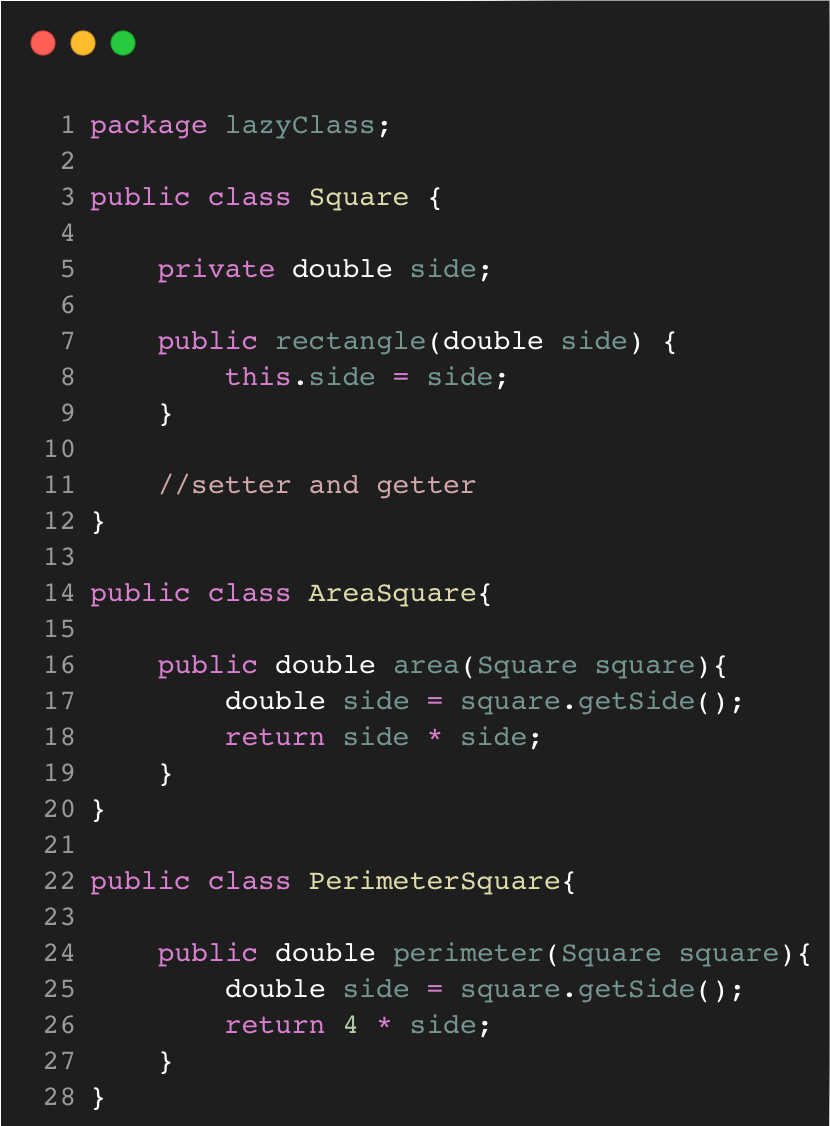 1 package lazyClass;
2
3 public class Square {
4
5     private double side;
6
7     public rectangle(double side) {
8         this.side = side;
9     }
10
11     //setter and getter
12 }
13
14 public class AreaSquare{
15
16     public double area(Square square){
17         double side = square.getSide();
18         return side * side;
19     }
20 }
21
22 public class PerimeterSquare{
23
24     public double perimeter(Square square){
25         double side = square.getSide();
26         return 4 * side;
27     }
28 }